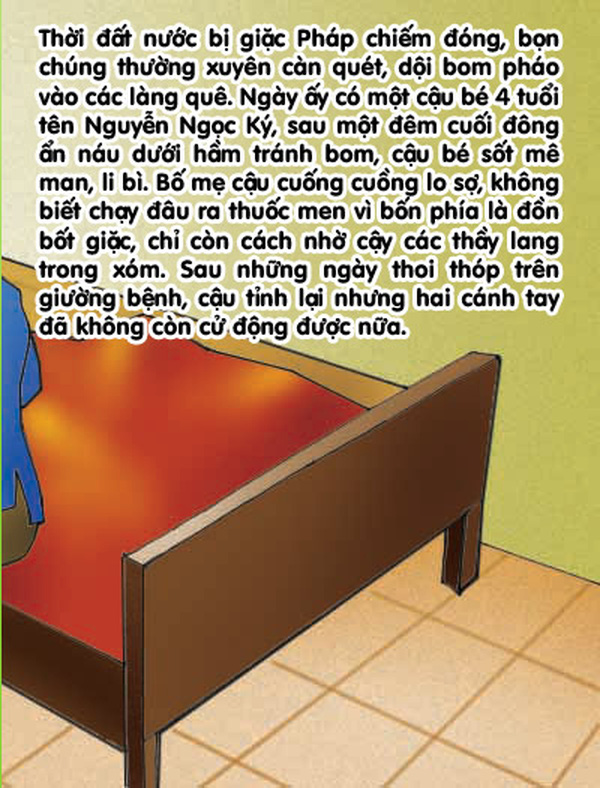 Thời đất nước bị giặc Pháp chiếm đóng, bọn
chúng thường xuyên càn quét, dội bom pháo
vào các làng quê. Ngày ấy có một cậu bé 4 tuổi
tên Nguyễn Ngọc Ký, sau một đêm cuối đông
ẩn náu dưới hầm tránh bom, cậu bé sốt mê
man, li bì. Bố mẹ cậu cuống cuồng lo sợ, không
biết chạy đâu ra thuốc men vì bốn phía là đồn
bốt giặc, chỉ còn cách nhờ cậy các thầy lang
trong xóm. Sau những ngày thoi thóp trên
giường bệnh, cậu tỉnh lại nhưng hai cánh tay
đã không còn cử động được nữa.